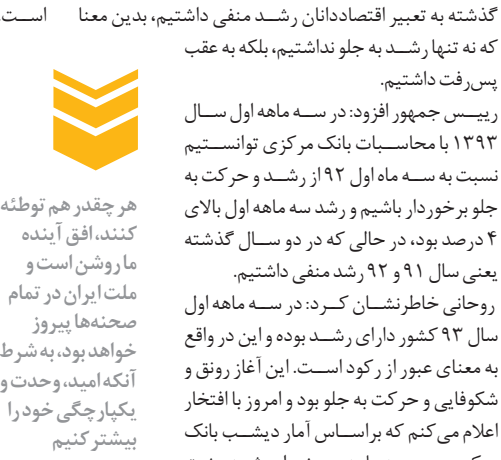 گذشته به تعبیر اقتصاددانان رشد منفی داشتیم، بدین معنا
که نه تنها رشد به جلو نداشتیم، بلکه به عقب
پس‌رفت داشتیم.
رییس جمهور افزود: در سه ماهه اول سال
۱۳۹۳ با محاسبات بانک مرکزی توانستیم
نسبت به سه ماه اول ۹۲ از رشد و حرکت به
جلو برخوردار باشیم و رشد سه ماهه اول بالای
۴ درصد بود، در حالی که در دو سال گذشته
یعنی سال ۹۱ و ۹۲ رشد منفی داشتیم.
روحانی خاطرنشان کرد: در سه ماهه اول
سال ۹۳ کشور دارای رشد بوده و این در واقع
به معنای عبور از رکود است. این آغاز رونق و
شکوفایی و حرکت به جلو بود و امروز با افتخار
اعلام می‌کنم که براساس آمار دیشب بانک
است.
هر چقدر هم توطئه
کنند، افق آینده
ما روشن است و
ملت ایران در تمام
صحنه‌ها پیروز
خواهد بود، به شرط
آنکه امید، وحدت و
یکپارچگی خود را
بیشتر کنیم